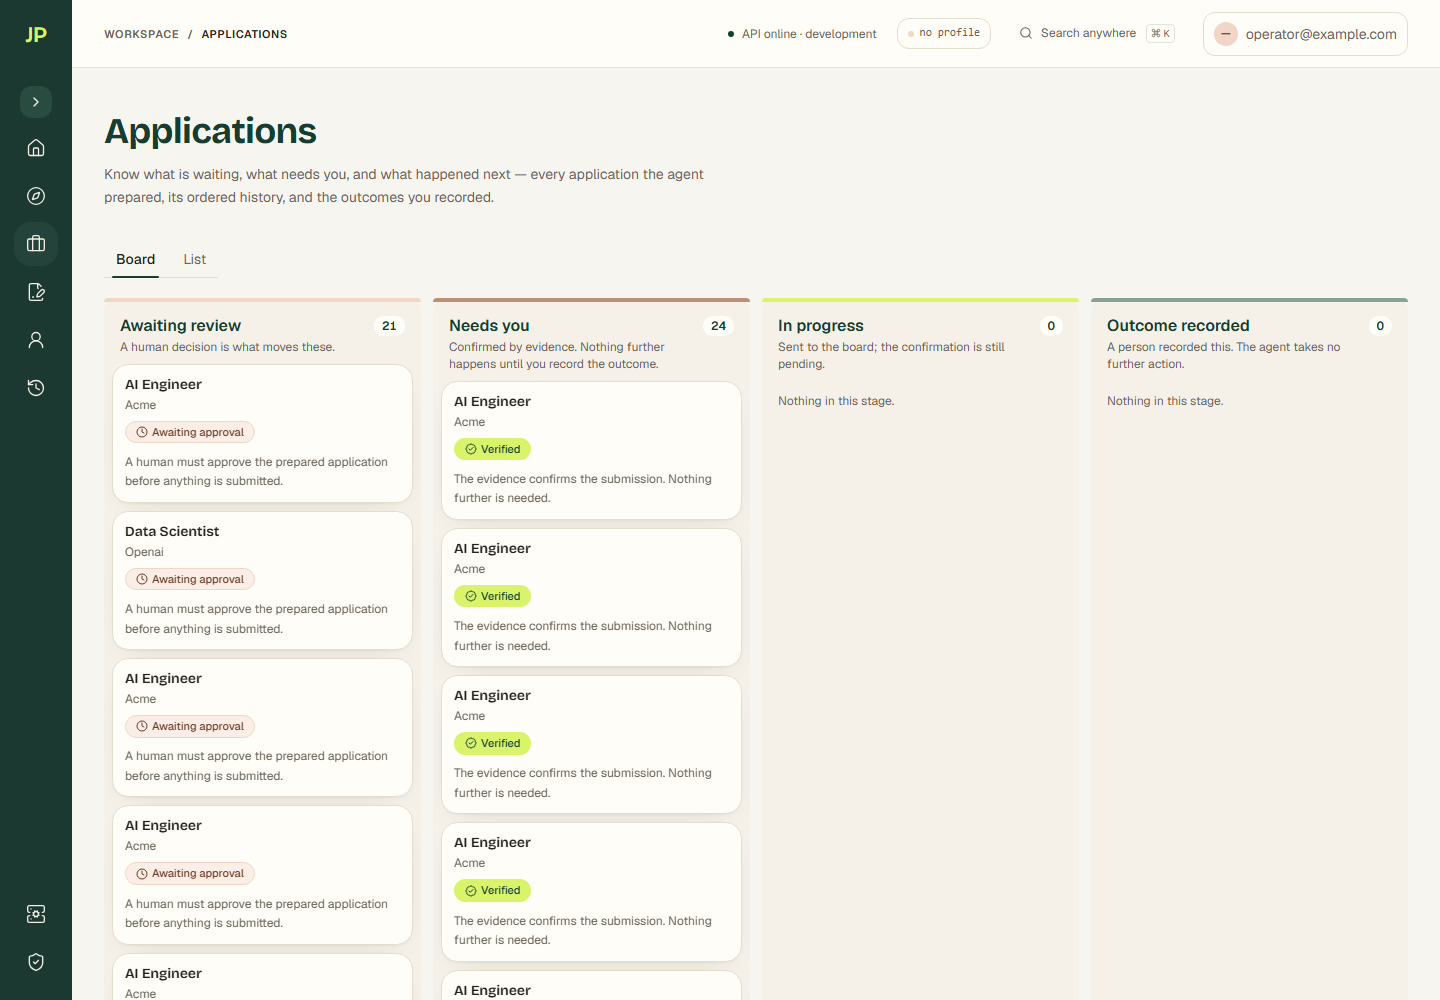 JP
WORKSPACE / APPLICATIONS
API online · development
no profile
Search anywhere
⌘ K
operator@example.com
Applications
Know what is waiting, what needs you, and what happened next — every application the agent
prepared, its ordered history, and the outcomes you recorded.
Board
List
Awaiting review
21
A human decision is what moves these.
AI Engineer
Acme
Awaiting approval
A human must approve the prepared application
before anything is submitted.
Data Scientist
Openai
Awaiting approval
A human must approve the prepared application
before anything is submitted.
AI Engineer
Acme
Awaiting approval
A human must approve the prepared application
before anything is submitted.
AI Engineer
Acme
Awaiting approval
A human must approve the prepared application
before anything is submitted.
AI Engineer
Acme
Needs you
24
Confirmed by evidence. Nothing further
happens until you record the outcome.
AI Engineer
Acme
Verified
The evidence confirms the submission. Nothing
further is needed.
AI Engineer
Acme
Verified
The evidence confirms the submission. Nothing
further is needed.
AI Engineer
Acme
Verified
The evidence confirms the submission. Nothing
further is needed.
AI Engineer
Acme
Verified
The evidence confirms the submission. Nothing
further is needed.
AI Engineer
In progress
0
Sent to the board; the confirmation is still
pending.
Nothing in this stage.
Outcome recorded
0
A person recorded this. The agent takes no
further action.
Nothing in this stage.